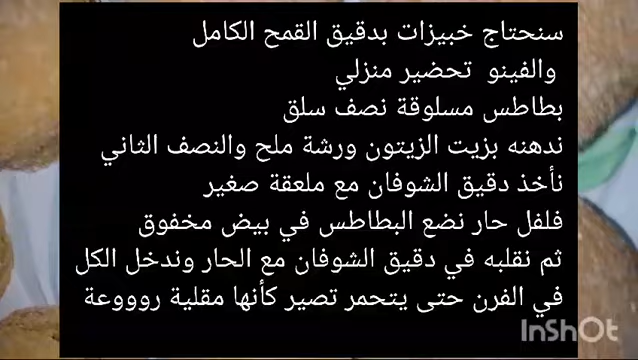 سنحتاج خبيزات بدقيق القمح الكامل
والفينو تحضير منزلي
بطاطس مسلوقة نصف سلق
ندهنه بزيت الزيتون ورشة ملح والنصف الثاني
نأخذ دقيق الشوفان مع ملعقة صغير
فلفل حار نضع البطاطس في بيض مخفوق
ثم نقلبه في دقيق الشوفان مع الحار وندخل الكل
في الفرن حتى يتحمر تصير كأنها مقلية روووعة
InShOt